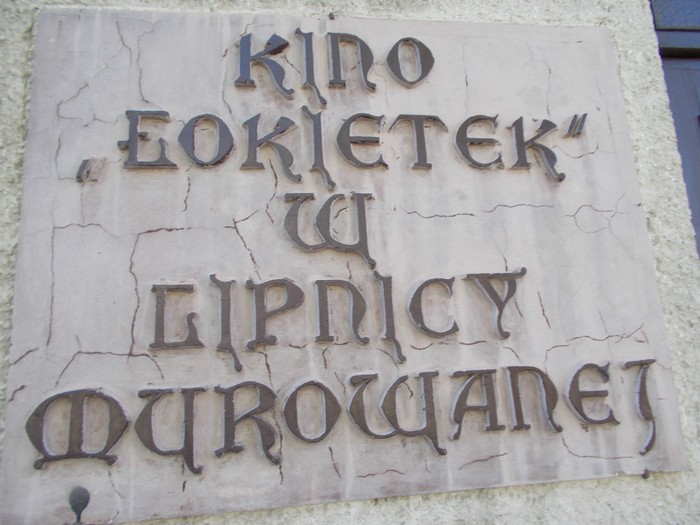 KINO
„ŁOKIETEK"
W
LIPNICY
MUROWANEJ